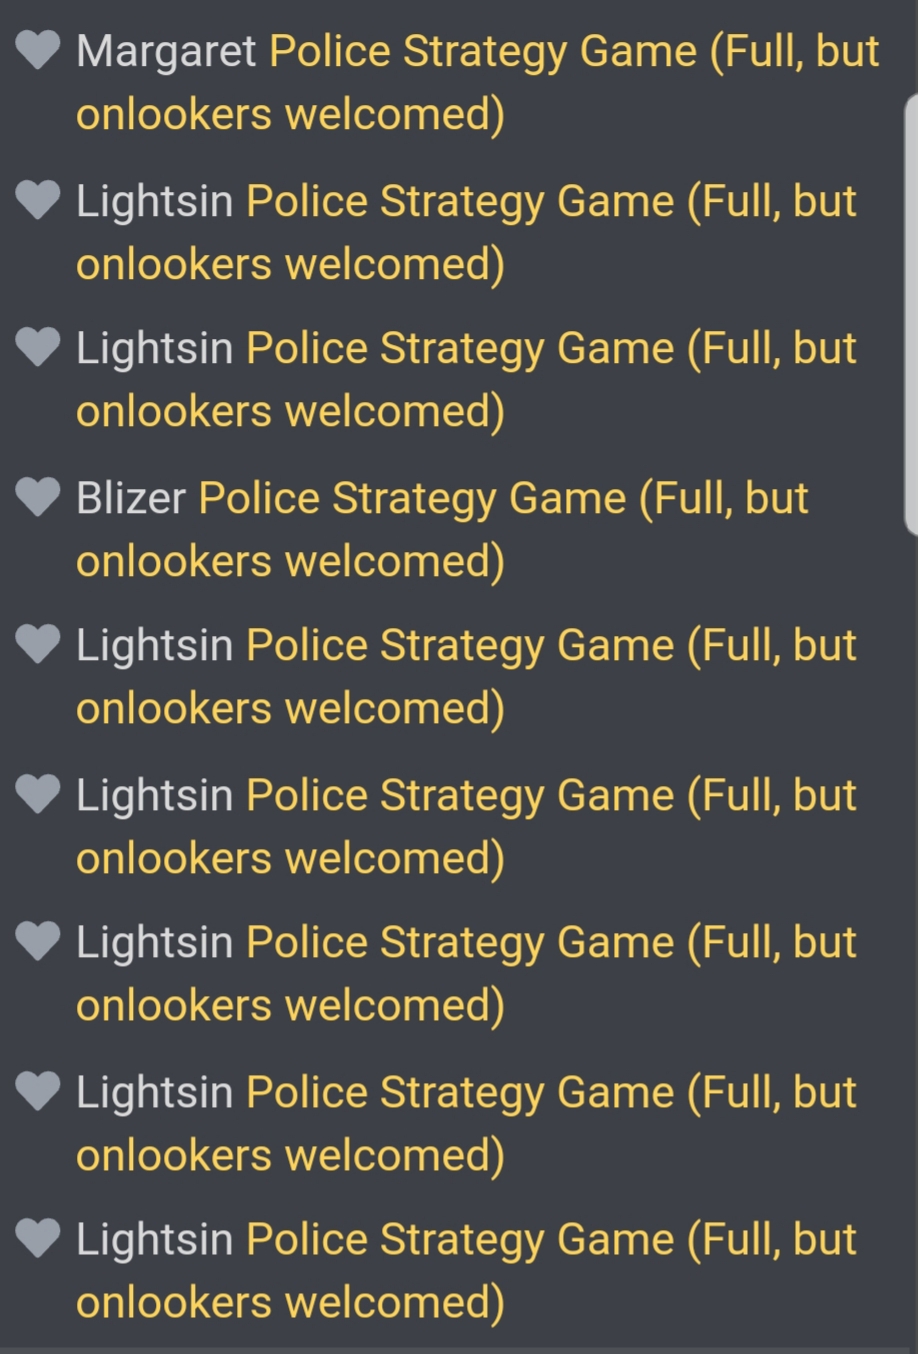 Margaret Police Strategy Game (Full, but
onlookers welcomed)
Lightsin Police Strategy Game (Full, but
onlookers welcomed)
Lightsin Police Strategy Game (Full, but
onlookers welcomed)
Blizer Police Strategy Game (Full, but
onlookers welcomed)
Lightsin Police Strategy Game (Full, but
onlookers welcomed)
Lightsin Police Strategy Game (Full, but
onlookers welcomed)
Lightsin Police Strategy Game (Full, but
onlookers welcomed)
Lightsin Police Strategy Game (Full, but
onlookers welcomed)
Lightsin Police Strategy Game (Full, but
onlookers welcomed)